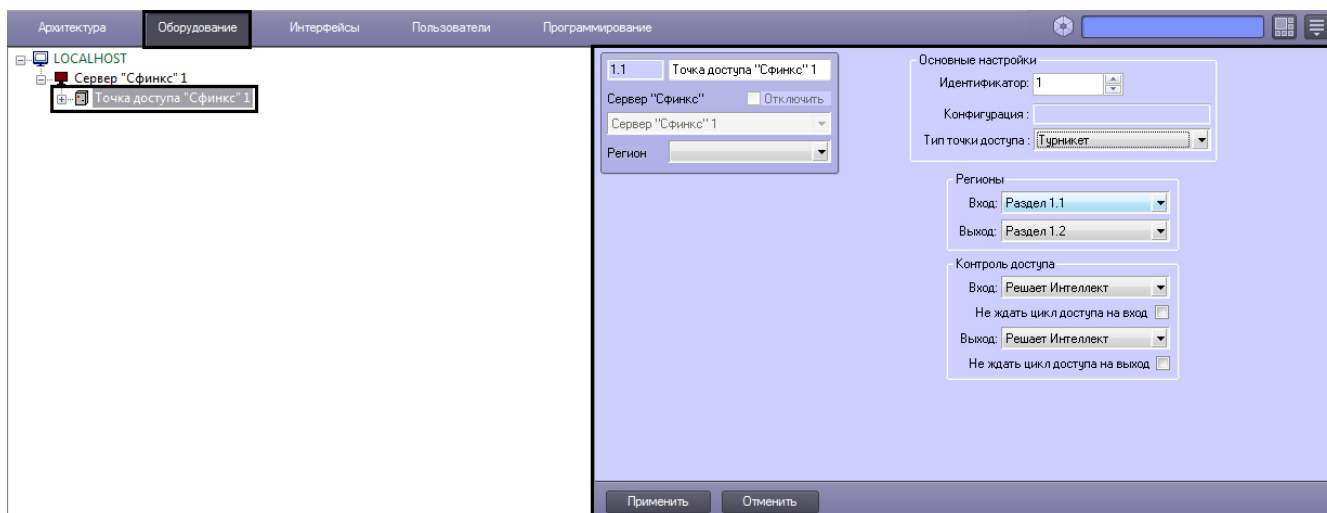 Архитектура Оборудование Интерфейсы Пользователи Программирование
LOCALHOST
Сервер "Сфинкс" 1
Точка доступа "Сфинкс" 1
1.1 Точка доступа "Сфинкс" 1
Сервер "Сфинкс" Отключить
Сервер "Сфинкс" 1
Регион
Основные настройки
Идентификатор: 1
Конфигурация :
Тип точки доступа : Турникет
Регионы
Вход: Раздел 1.1
Выход: Раздел 1.2
Контроль доступа
Вход: Решает Интеллект
Не ждать цикл доступа на вход
Выход: Решает Интеллект
Не ждать цикл доступа на выход
Применить Отменить